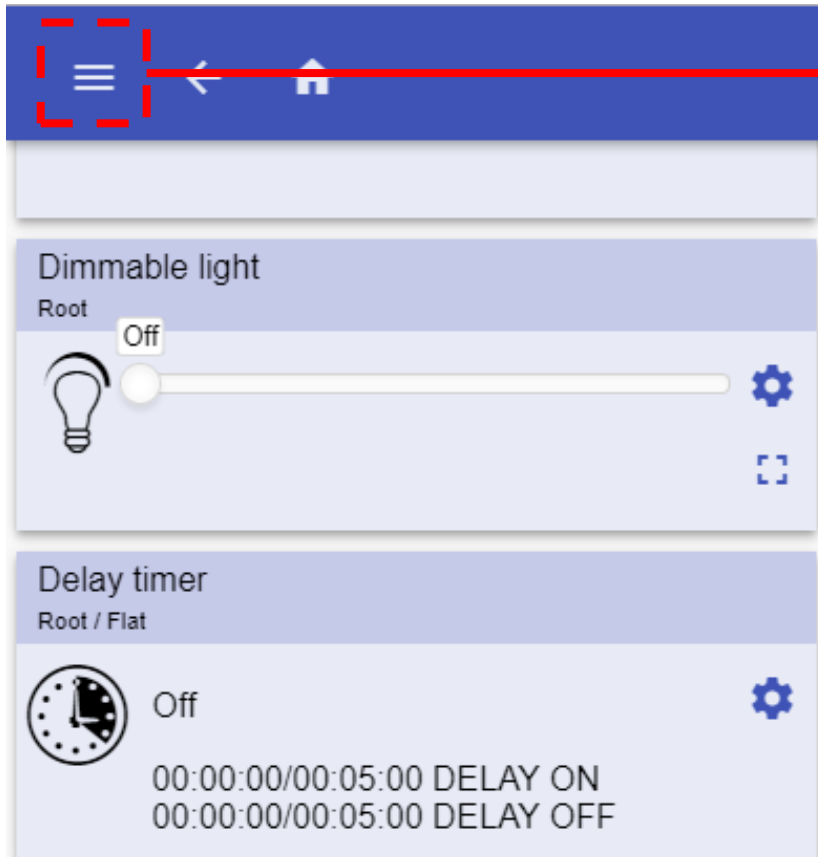 Dimmable light
Root
Off
Delay timer
Root / Flat
Off
00:00:00/00:05:00 DELAY ON
00:00:00/00:05:00 DELAY OFF